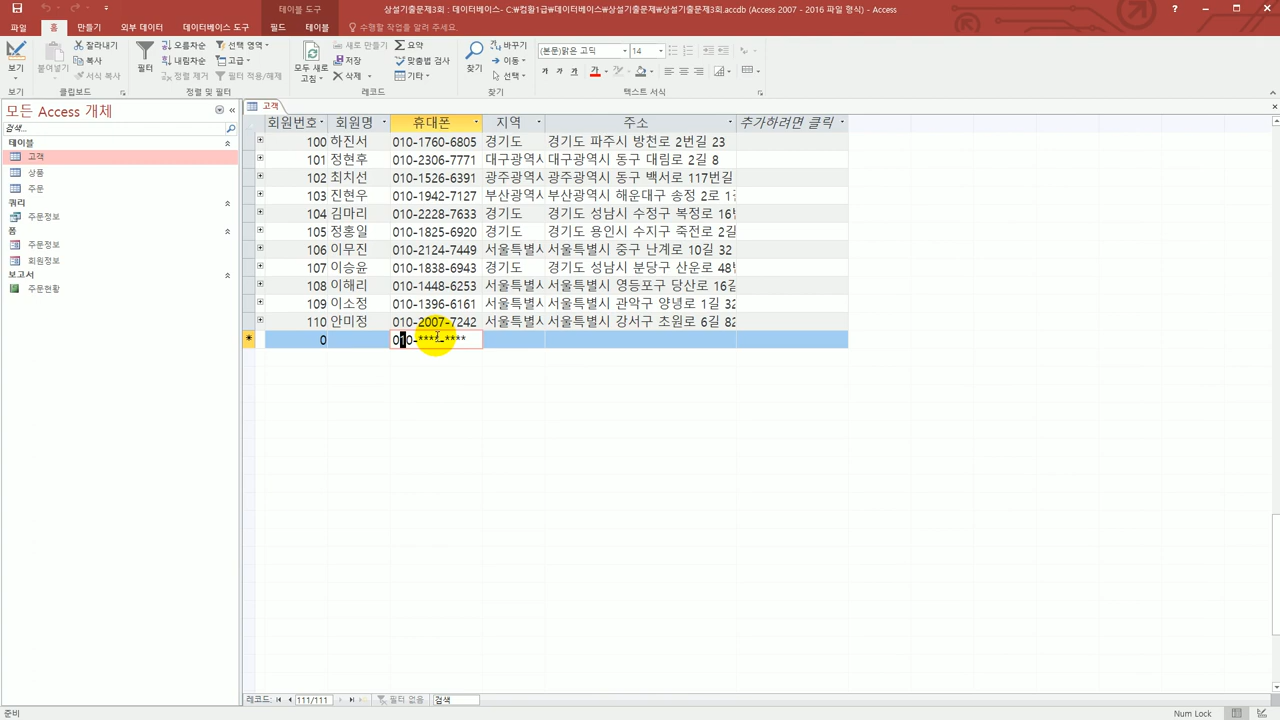 테이블 도구
상설기출문제3회 : 데이터베이스- C:₩컴활1급₩데이터베이스₩상설기출문제₩상설기출문제3회.accdb (Access 2007 - 2016 파일 형식) - Access
파일 홈 만들기 외부 데이터 데이터베이스 도구 필드 테이블 수행할 작업을 알려 주세요.
잘라내기 오름차순 선택 영역 새로 만들기 요약 바꾸기 (본문)맑은 고딕 14
보기 붙여넣기 복사 필터 내림차순 고급 모두 새로 고침 저장 맞춤법 검사 찾기 이동
서식 복사 정렬 제거 필터 적용/해제 삭제 기타 선택 가 가 가 가
보기 클립보드 정렬 및 필터 레코드 찾기 텍스트 서식
모든 Access 개체
검색...
테이블
고객
상품
주문
쿼리
주문정보
폼
주문정보
회원정보
보고서
주문현황
고객
회원번호 회원명 휴대폰 지역 주소 추가하려면 클릭
100 하진서 010-1760-6805 경기도 경기도 파주시 방천로 2번길 23
101 정현후 010-2306-7771 대구광역시 대구광역시 동구 대림로 2길 8
102 최치선 010-1526-6391 광주광역시 광주광역시 동구 백서로 117번길
103 진현우 010-1942-7127 부산광역시 부산광역시 해운대구 송정 2로 1
104 김마리 010-2228-7633 경기도 경기도 성남시 수정구 복정로 16
105 정홍일 010-1825-6920 경기도 경기도 용인시 수지구 죽전로 2
106 이무진 010-2124-7449 서울특별시 서울특별시 중구 난계로 10길 32
107 이승윤 010-1838-6943 경기도 경기도 성남시 분당구 산운로 48
108 이해리 010-1448-6253 서울특별시 서울특별시 영등포구 당산로 16길
109 이소정 010-1396-6161 서울특별시 서울특별시 관악구 양녕로 1길 32
110 안미정 010-2007-7242 서울특별시 서울특별시 강서구 초원로 6길 82
* 0 010-****-****
레코드: 111/111 필터 없음 검색
준비 Num Lock